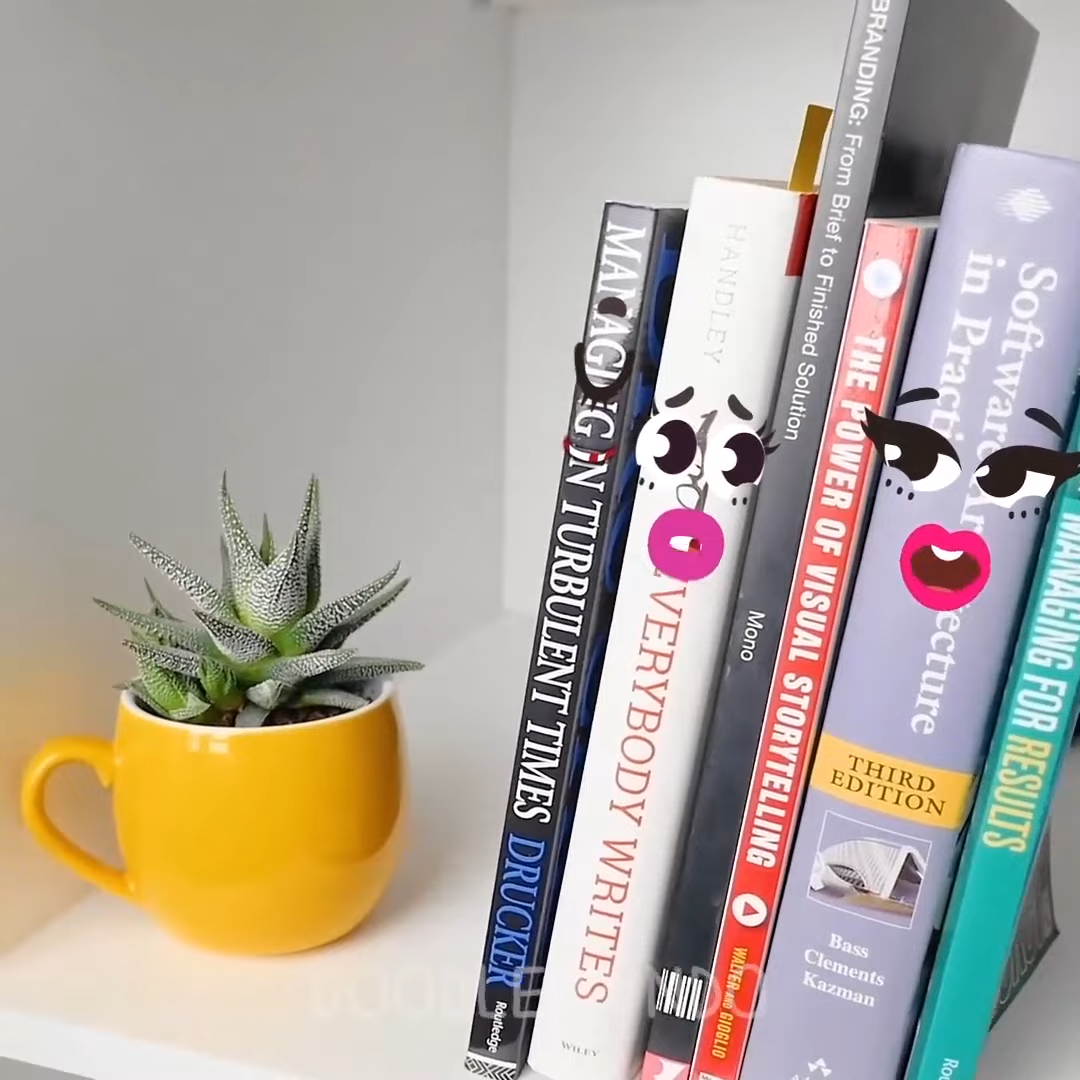 MANAGING IN TURBULENT TIMES DRUCKER
Routledge
HANDLEY
EVERYBODY WRITES
WILEY
BRANDING: From Brief to Finished Solution
Mono
THE POWER OF VISUAL STORYTELLING
WALTER AND GIOGLIO
Software Architecture
in Practice
THIRD
EDITION
Bass
Clements
Kazman
MANAGING FOR RESULTS